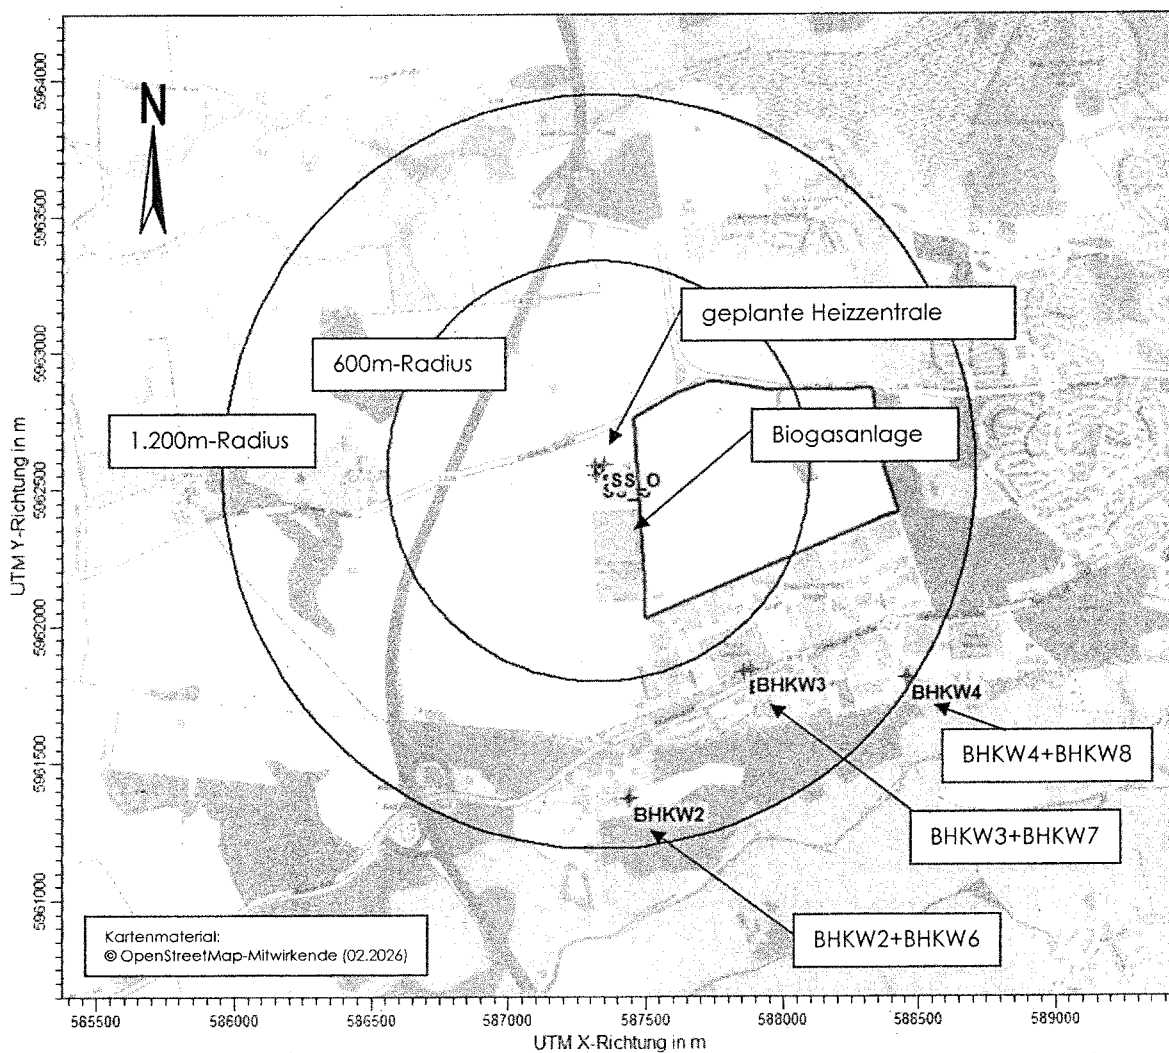 N
geplante Heizzentrale
600m-Radius
1.200m-Radius
Biogasanlage
BHKW3
BHKW4
BHKW4+BHKW8
BHKW2
BHKW3+BHKW7
BHKW2+BHKW6
Kartenmaterial:
© OpenStreetMap-Mitwirkende (02.2026)
UTM Y-Richtung in m
5964000
5963500
5963000
5962500
5962000
5961500
5961000
585500
586000
586500
587000
587500
588000
588500
589000
UTM X-Richtung in m